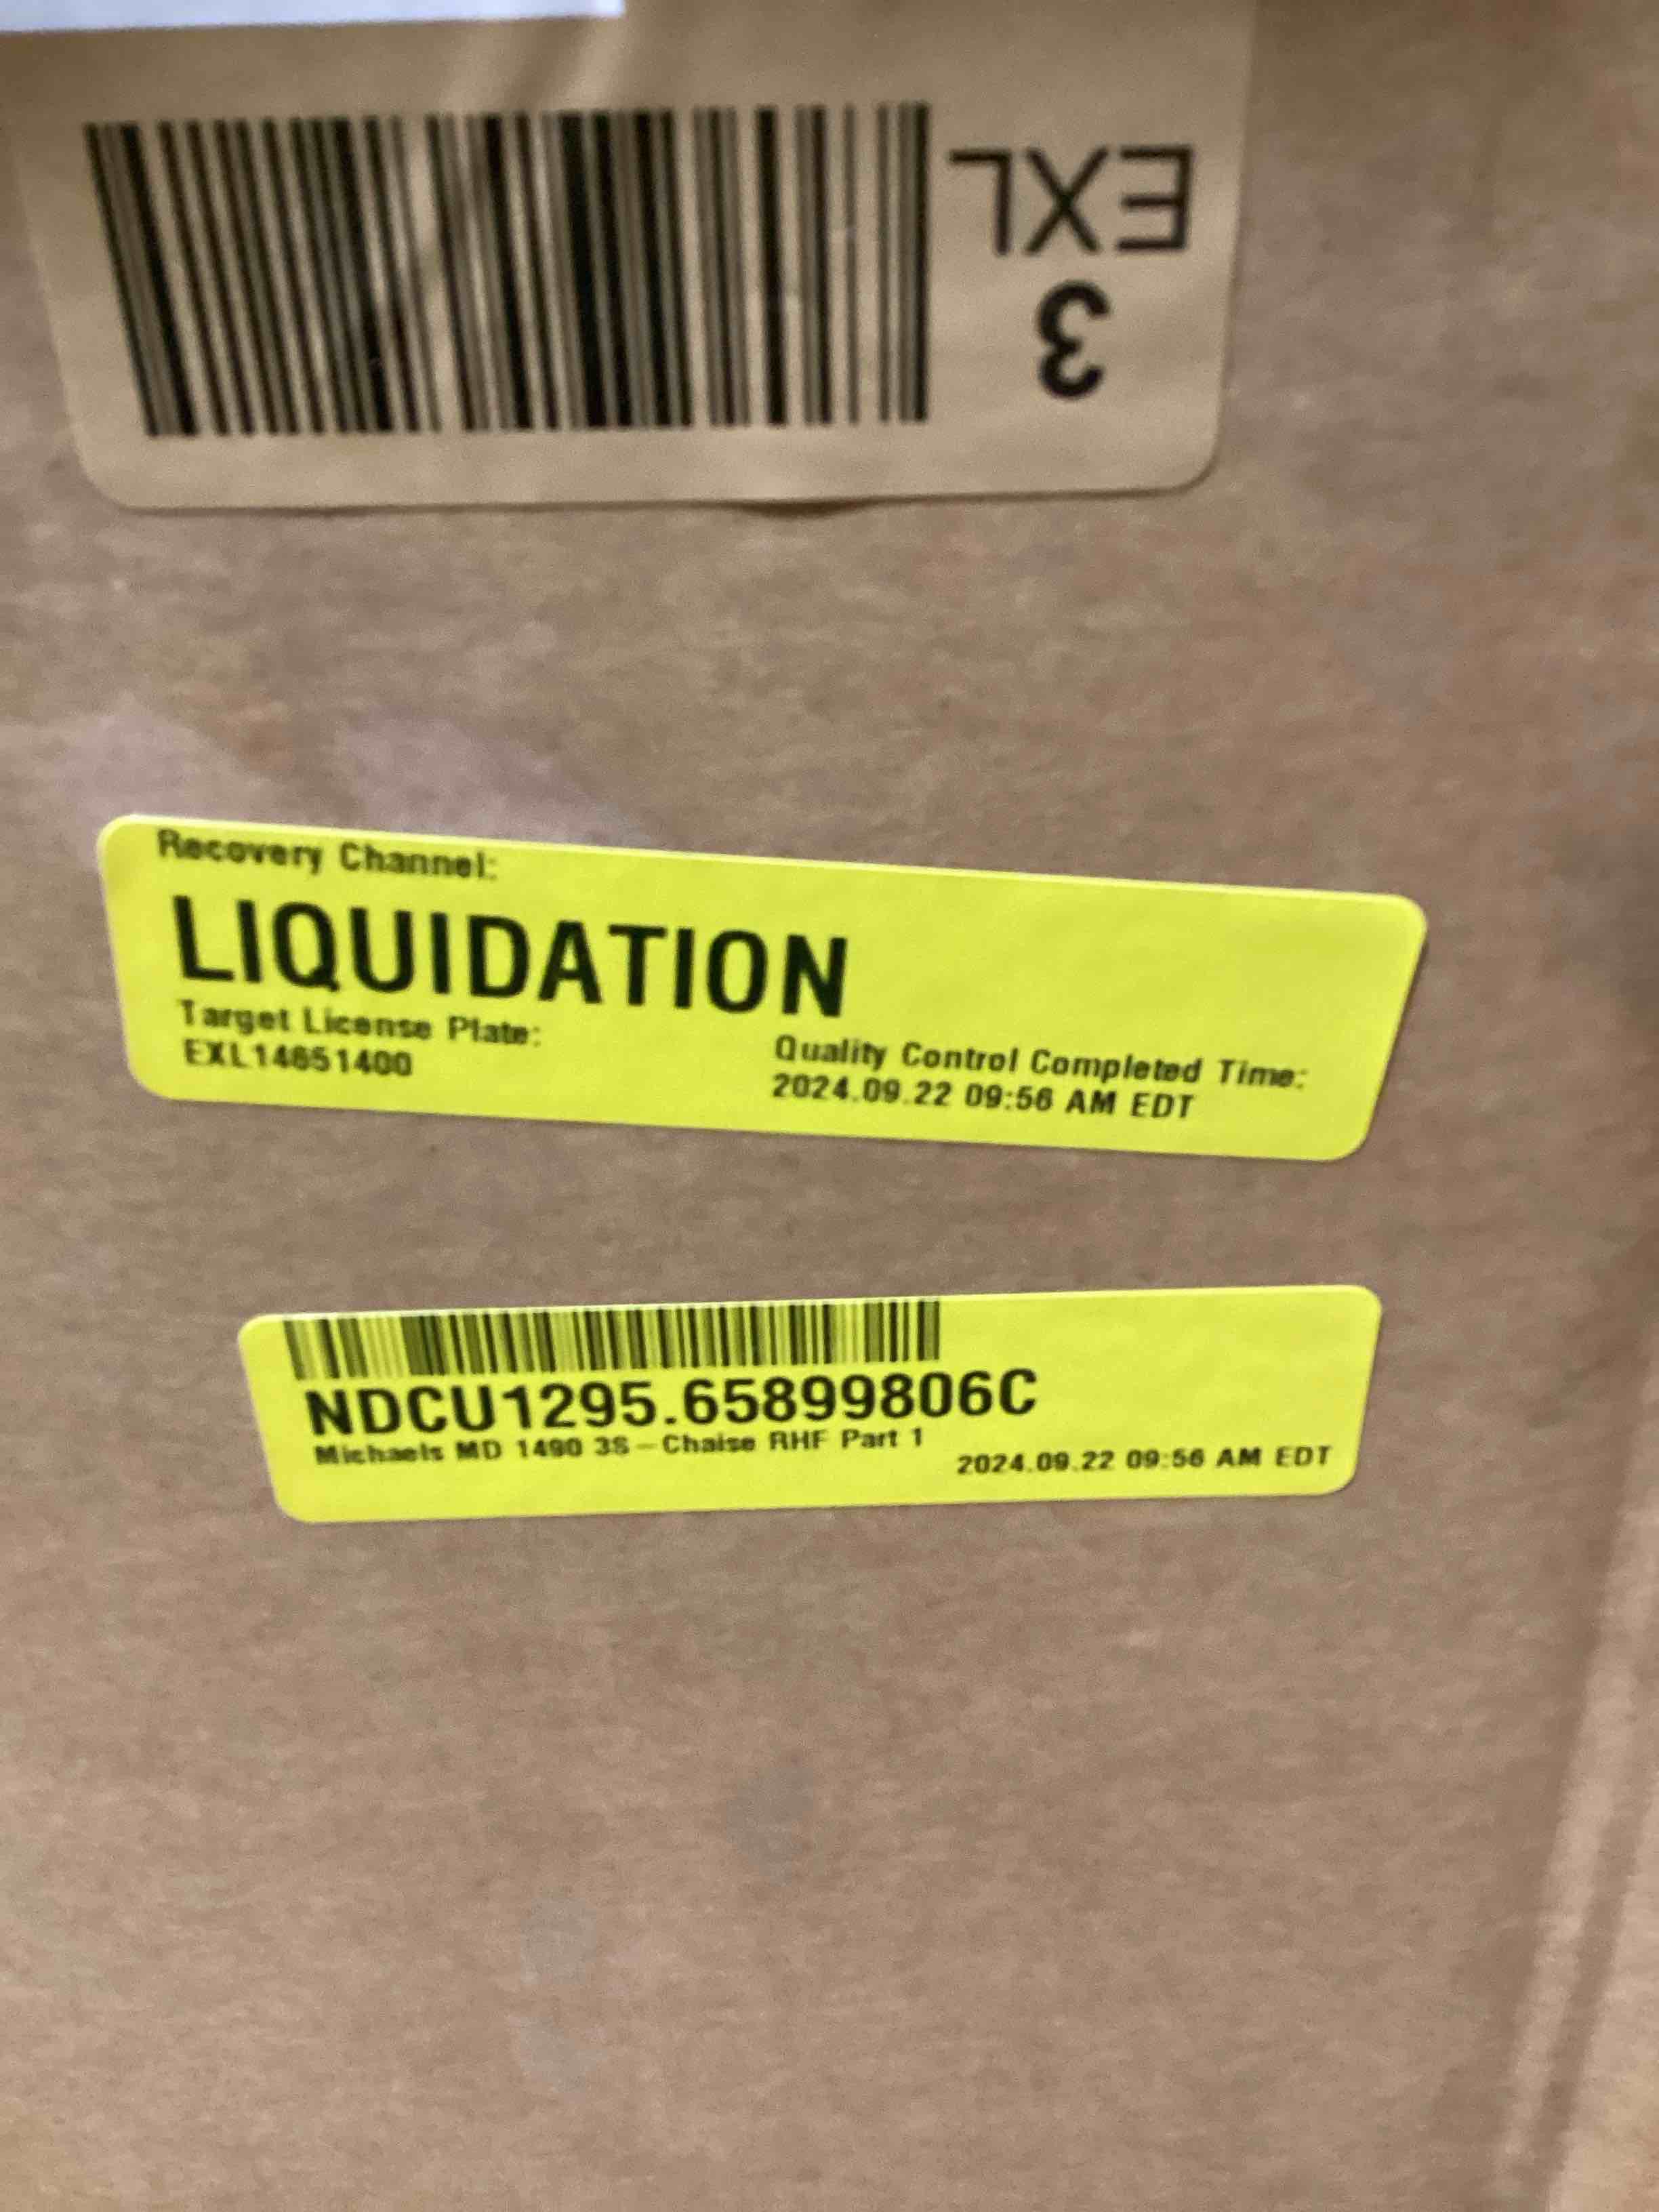 EXL
3
Recovery Channel:
LIQUIDATION
Target License Plate:
EXL14651400
Quality Control Completed Time:
2024.09.22 09:56 AM EDT
NDCU1295.65899806C
Michaels MD 1490 3S - Chaise RHF Part 1
2024.09.22 09:56 AM EDT